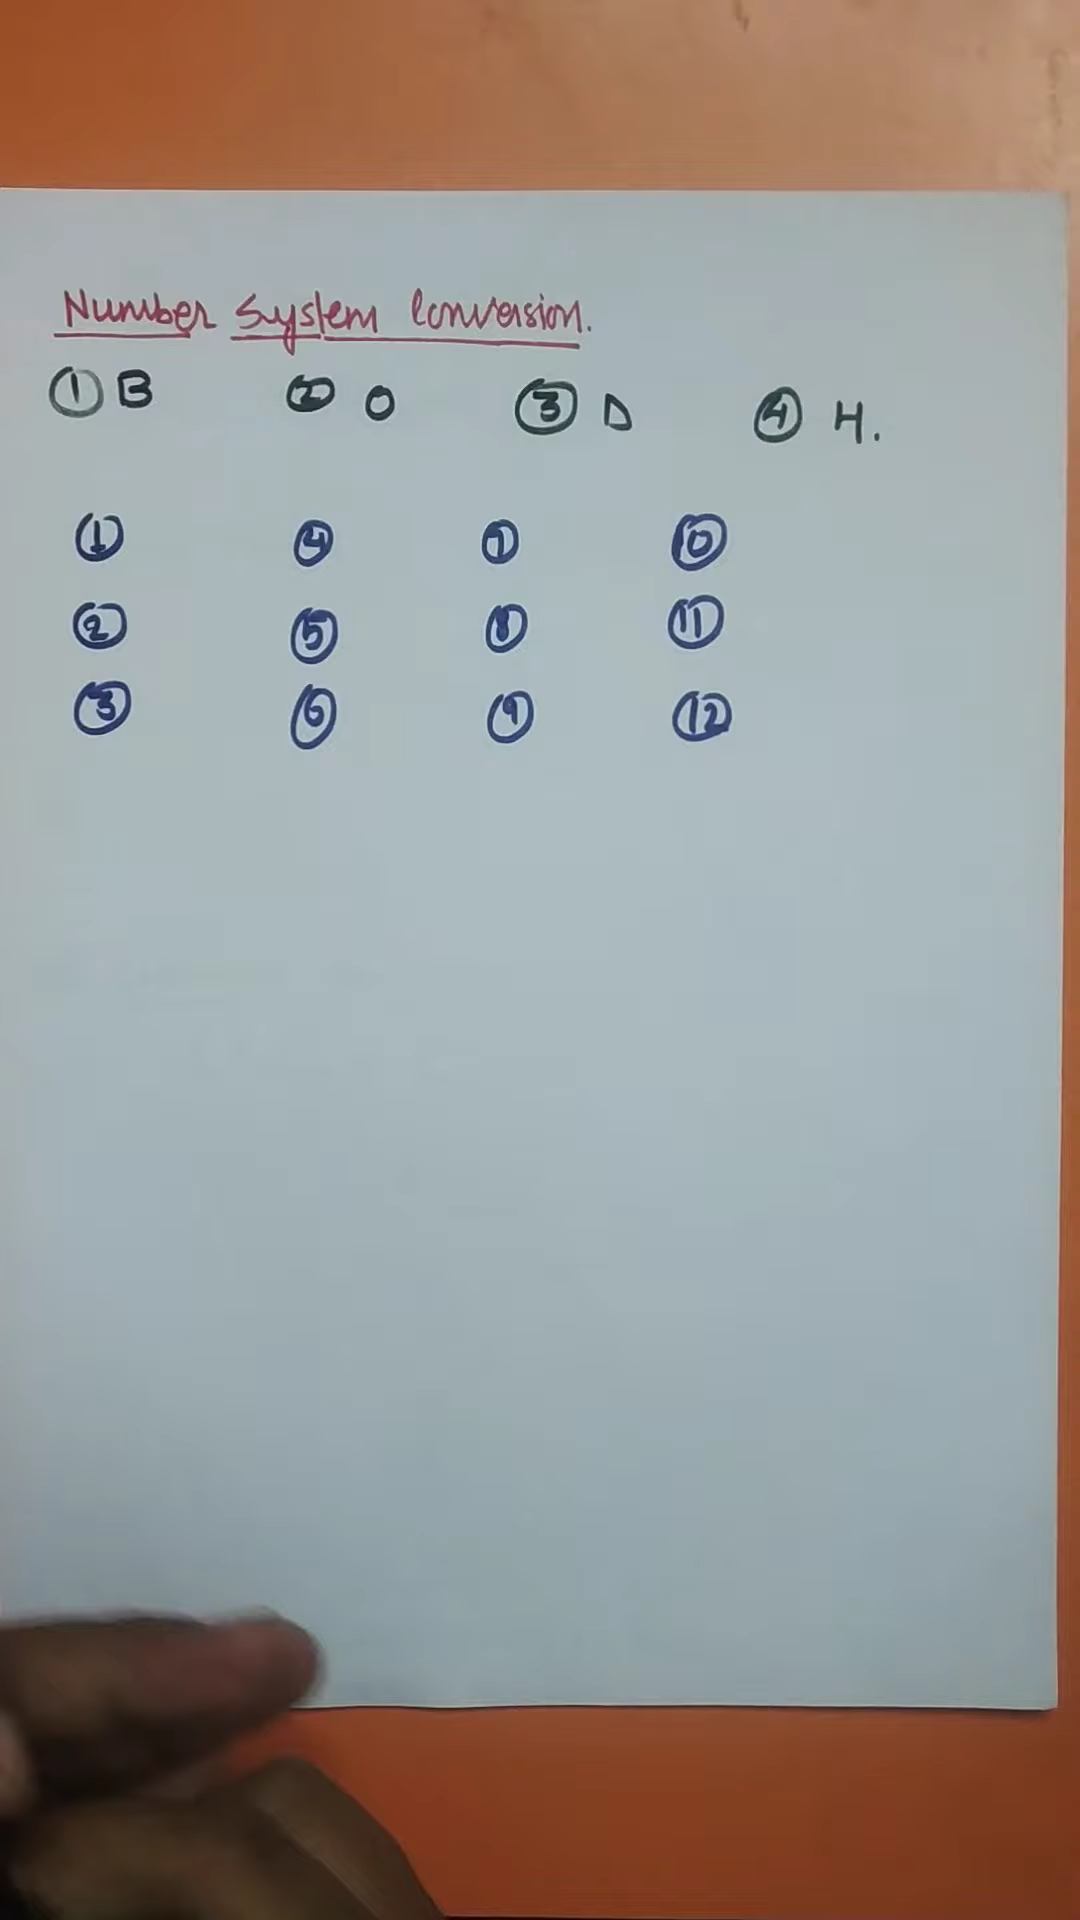 Number System Conversion.
① B ② O ③ D ④ H.
① ④ ⑦ ⑩
② ⑤ ⑧ ⑪
③ ⑥ ⑨ ⑫